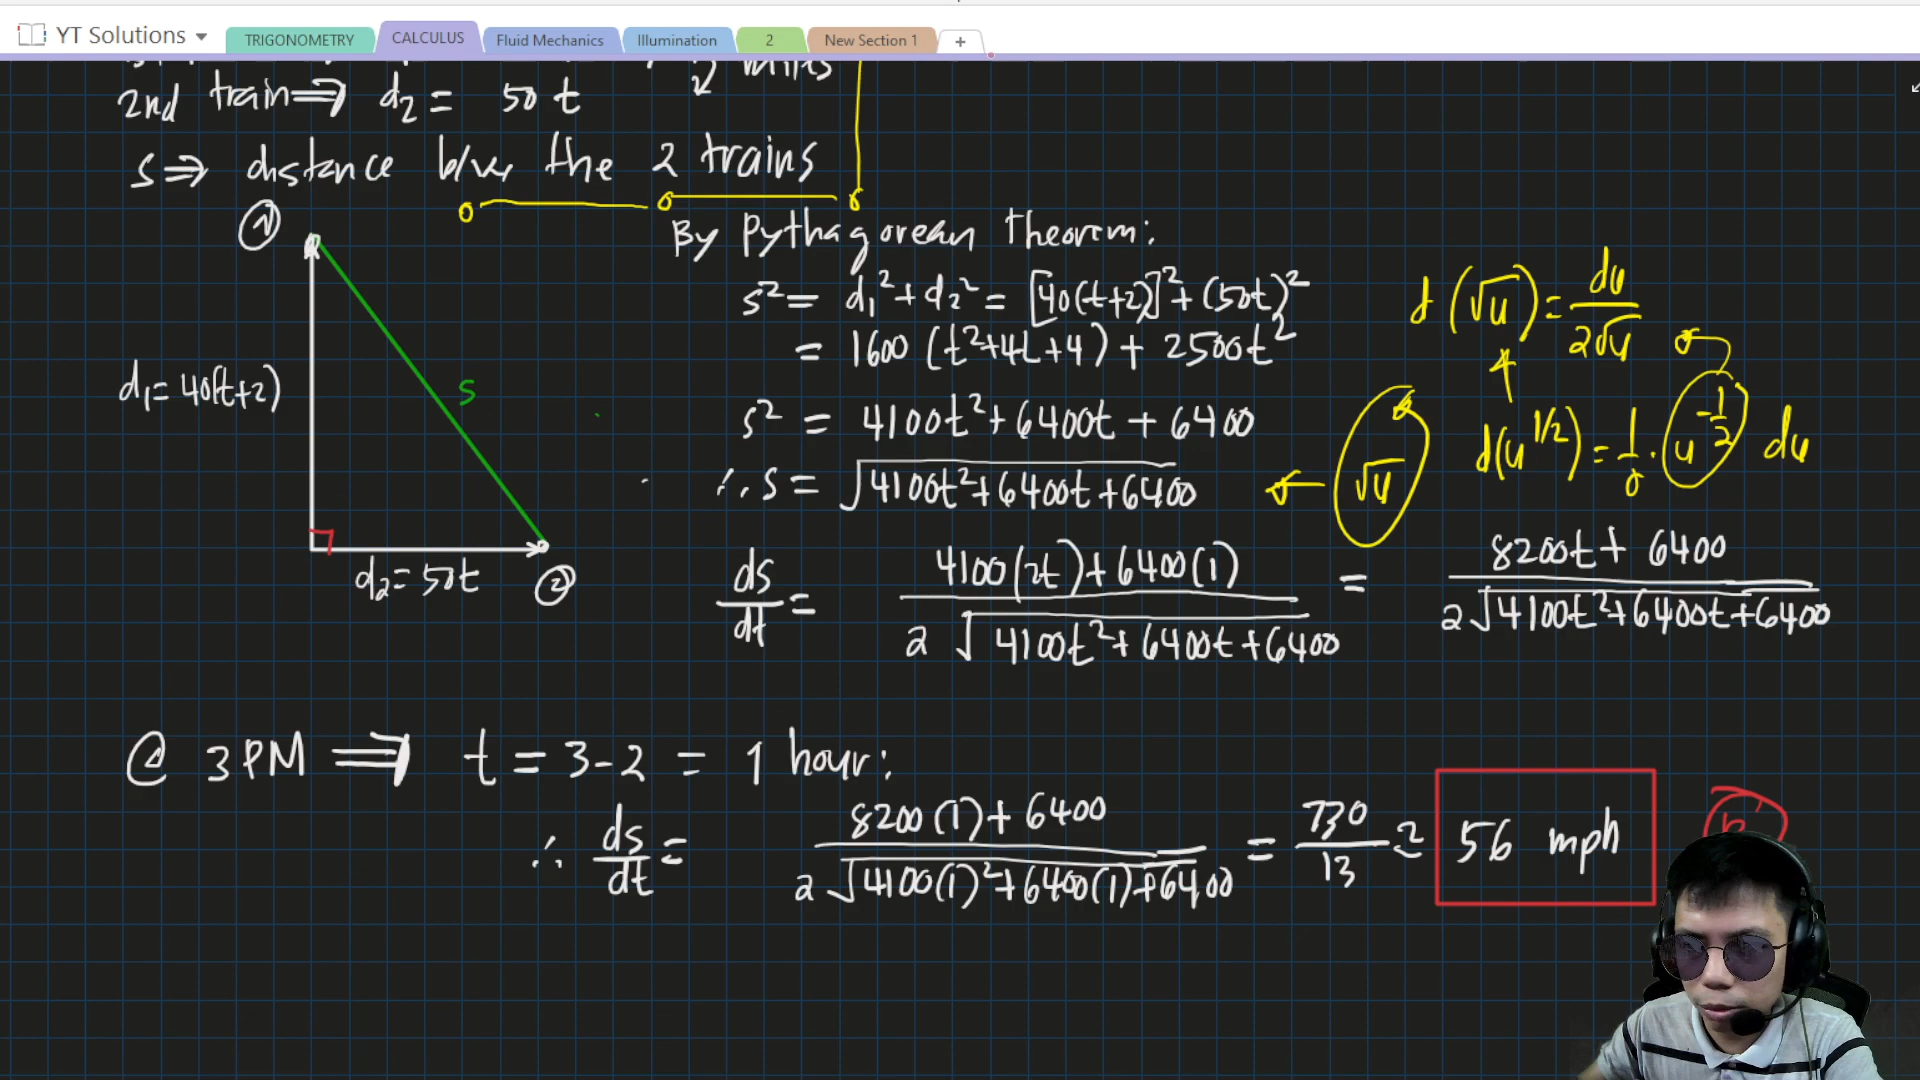 YT Solutions
TRIGONOMETRY
CALCULUS
Fluid Mechanics
Illumination
2
New Section 1
+
2nd train ⟹ d₂ = 50t
s ⟹ distance b/w the 2 trains
①
By Pythagorean Theorem:
s² = d₁² + d₂² = [40(t+2)]² + (50t)²
= 1600 (t²+4t+4) + 2500t²
s² = 4100t² + 6400t + 6400
∴ s = √(4100t²+6400t+6400) ← √u
d(√u) = du/(2√u)
d(u^1/2) = 1/2 · u^-1/2 du
d₁ = 40(t+2)
s
d₂ = 50t
②
ds/dt = (4100(2t)+6400(1))/(2√(4100t²+6400t+6400)) = (8200t + 6400)/(2√(4100t²+6400t+6400))
@ 3PM ⟹ t = 3-2 = 1 hour:
∴ ds/dt = (8200(1)+6400)/(2√(4100(1)²+6400(1)+6400)) = 730/13 ≈ 56 mph